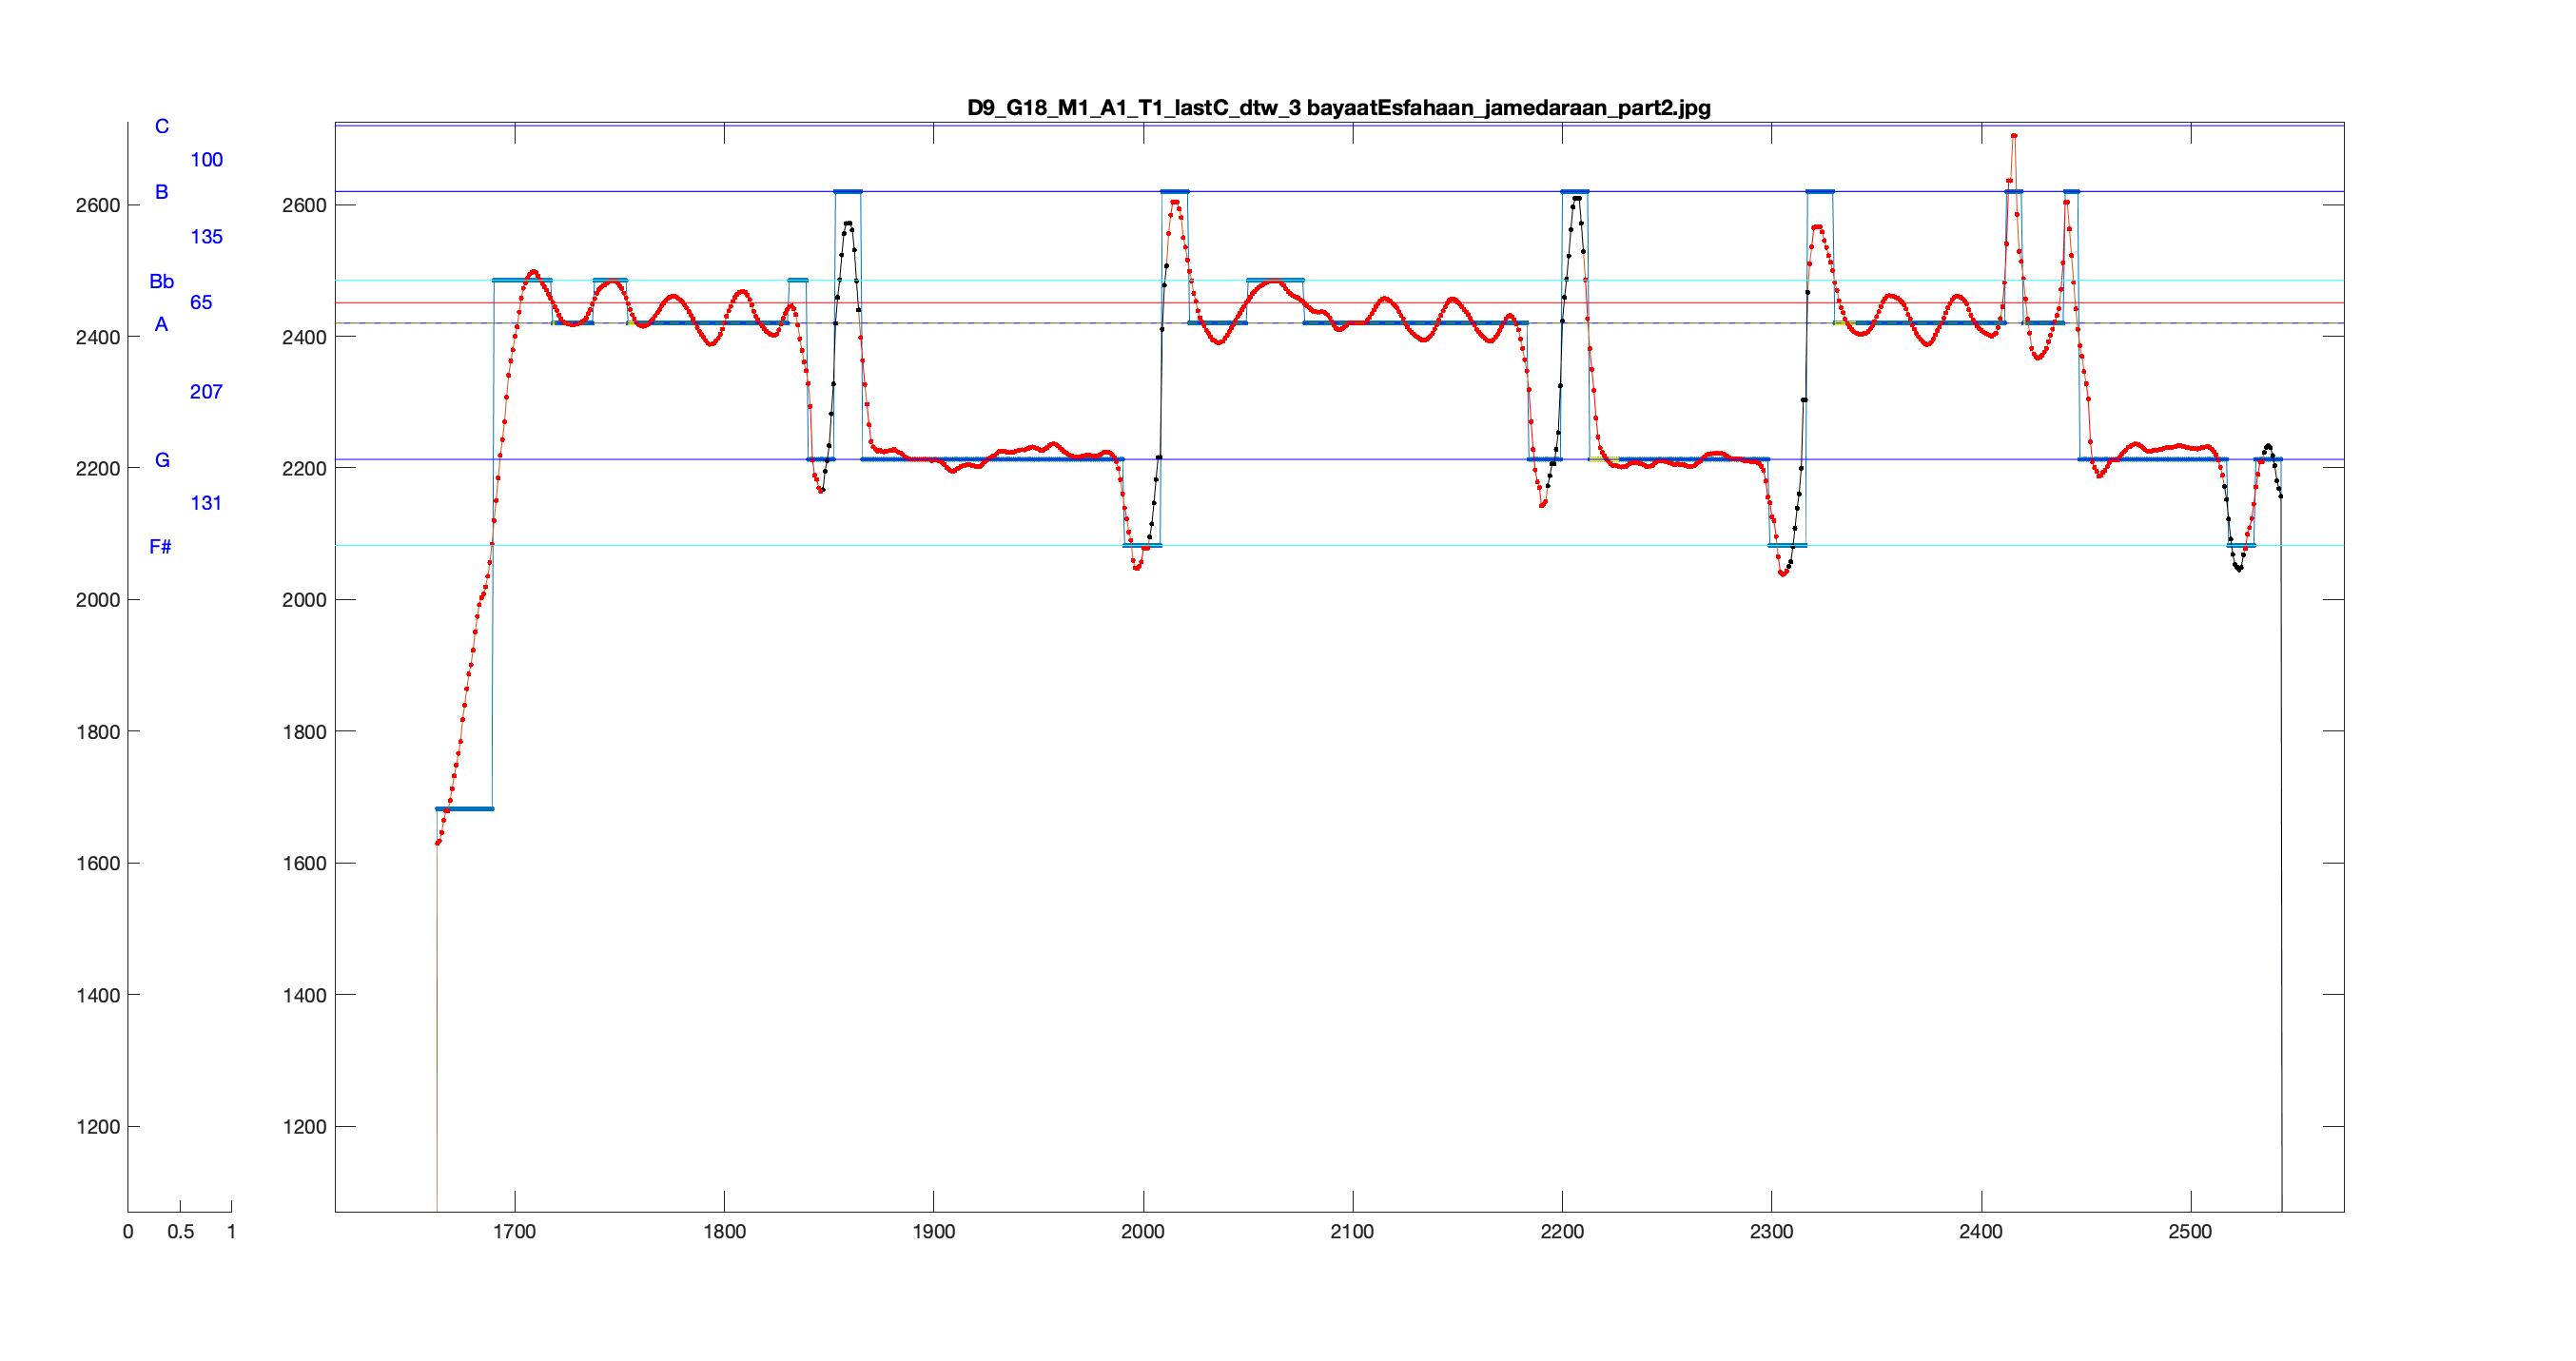 D9_G18_M1_A1_T1_lastC_dtw_3 bayaatEsfahaan_jamedaraan_part2.jpg
C
100
B
2600 2600
135
Bb
65
A
2400 2400
207
G
2200 2200
131
F#
2000 2000
1800 1800
1600 1600
1400 1400
1200 1200
0 0.5 1 1700 1800 1900 2000 2100 2200 2300 2400 2500